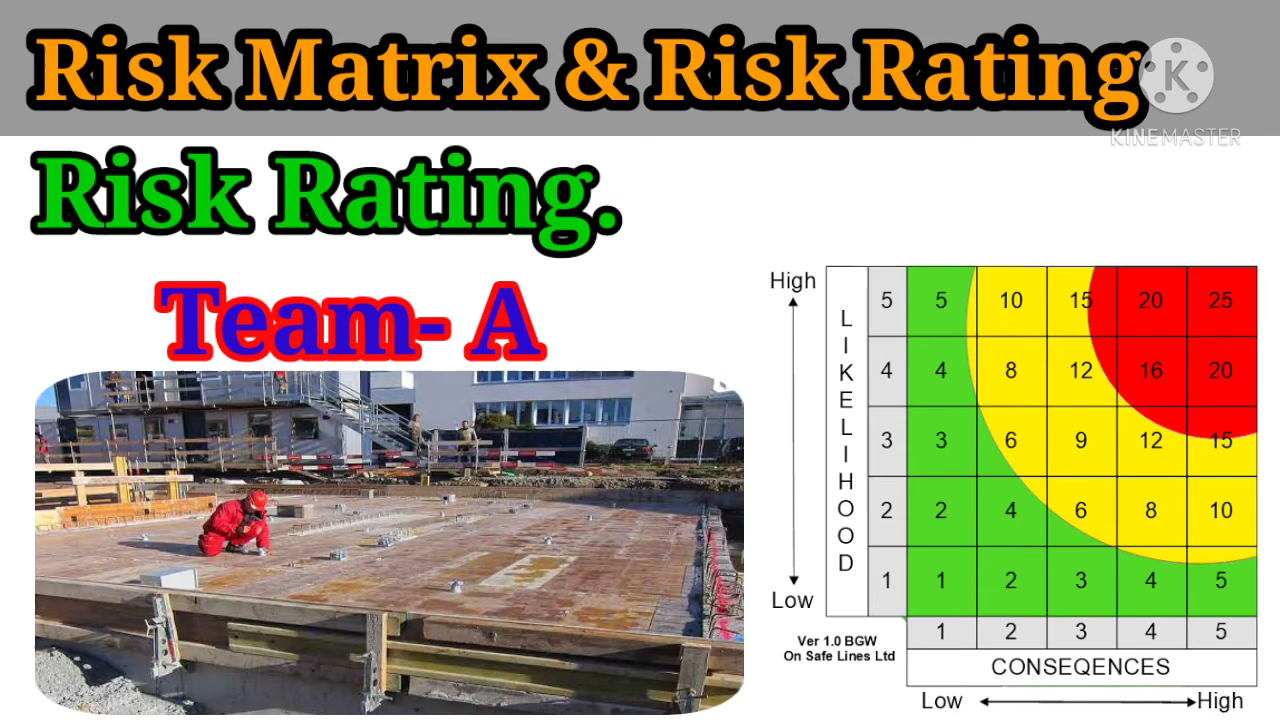 Risk Matrix & Risk Rating
K
KINEMASTER
Risk Rating.
Team- A
High
Low
LIKELIHOOD
5 5 10 15 20 25
4 4 8 12 16 20
3 3 6 9 12 15
2 2 4 6 8 10
1 1 2 3 4 5
1 2 3 4 5
Ver 1.0 BGW
On Safe Lines Ltd
CONSEQENCES
Low High